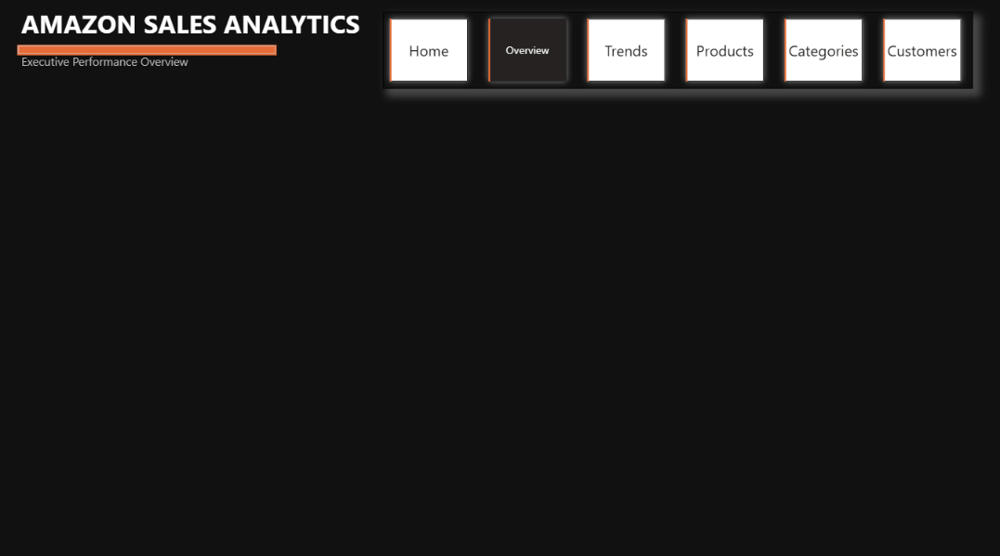 AMAZON SALES ANALYTICS
Executive Performance Overview
Home
Overview
Trends
Products
Categories
Customers